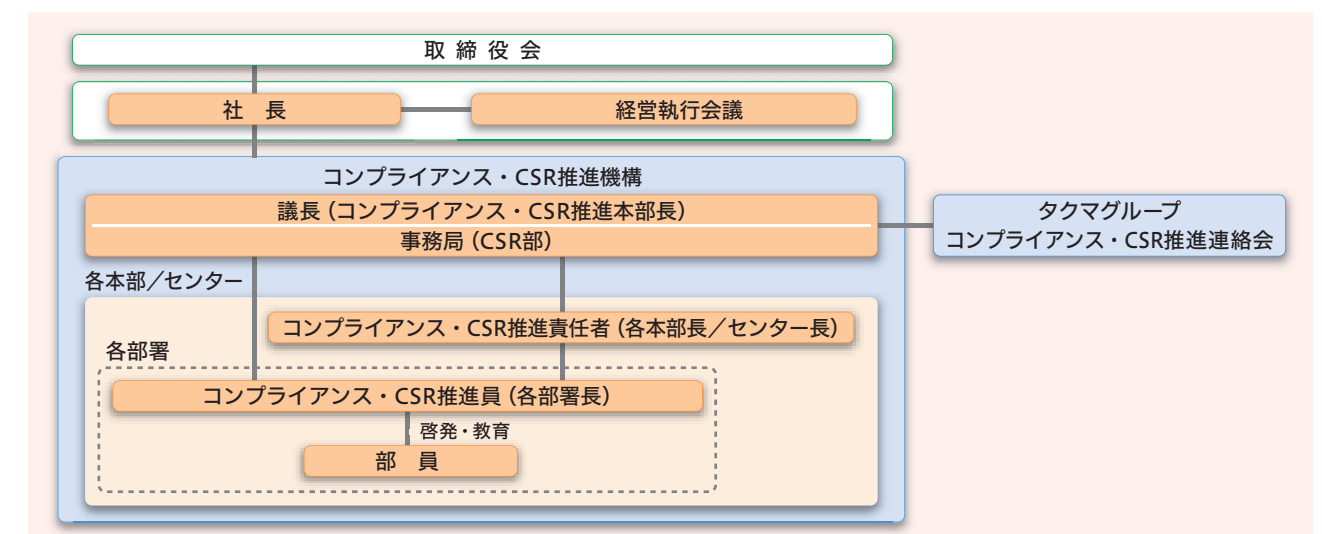 取締役会
社　長
経営執行会議
コンプライアンス・CSR推進機構
議長（コンプライアンス・CSR推進本部長）
事務局（CSR部）
タクマグループ
コンプライアンス・CSR推進連絡会
各本部／センター
コンプライアンス・CSR推進責任者（各本部長／センター長）
各部署
コンプライアンス・CSR推進員（各部署長）
啓発・教育
部　員